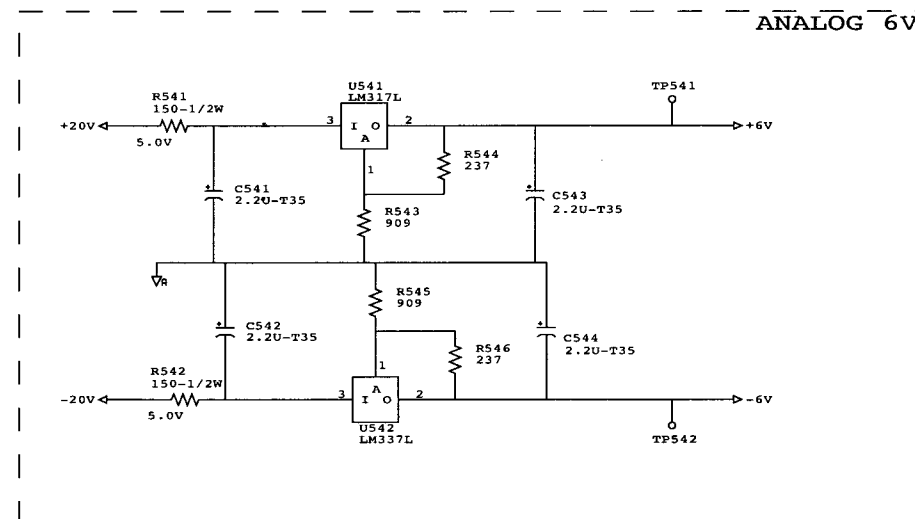 ANALOG 6V
U541
LM317L
TP541
R541
150-1/2W
+20V
5.0V
3
I O
A
2
1
+6V
R544
237
C541
2.2U-T35
R543
909
C543
2.2U-T35
A
R545
909
C542
2.2U-T35
R546
237
C544
2.2U-T35
R542
150-1/2W
1
-20V
5.0V
3
A
I O
2
-6V
U542
LM337L
TP542